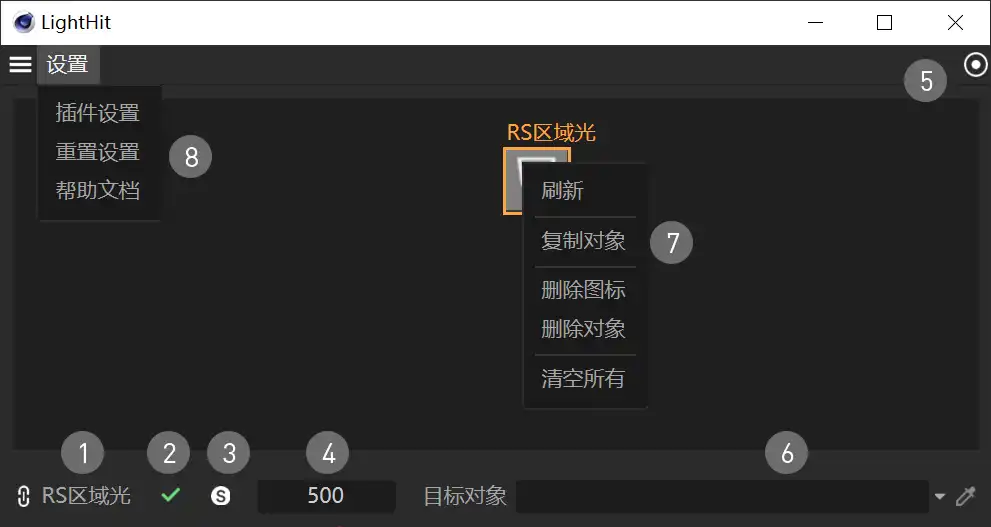 LightHit
设置
5
插件设置
重置设置
帮助文档
8
RS区域光
刷新
复制对象
7
删除图标
删除对象
清空所有
1 2 3 4 6
RS区域光 S 500 目标对象